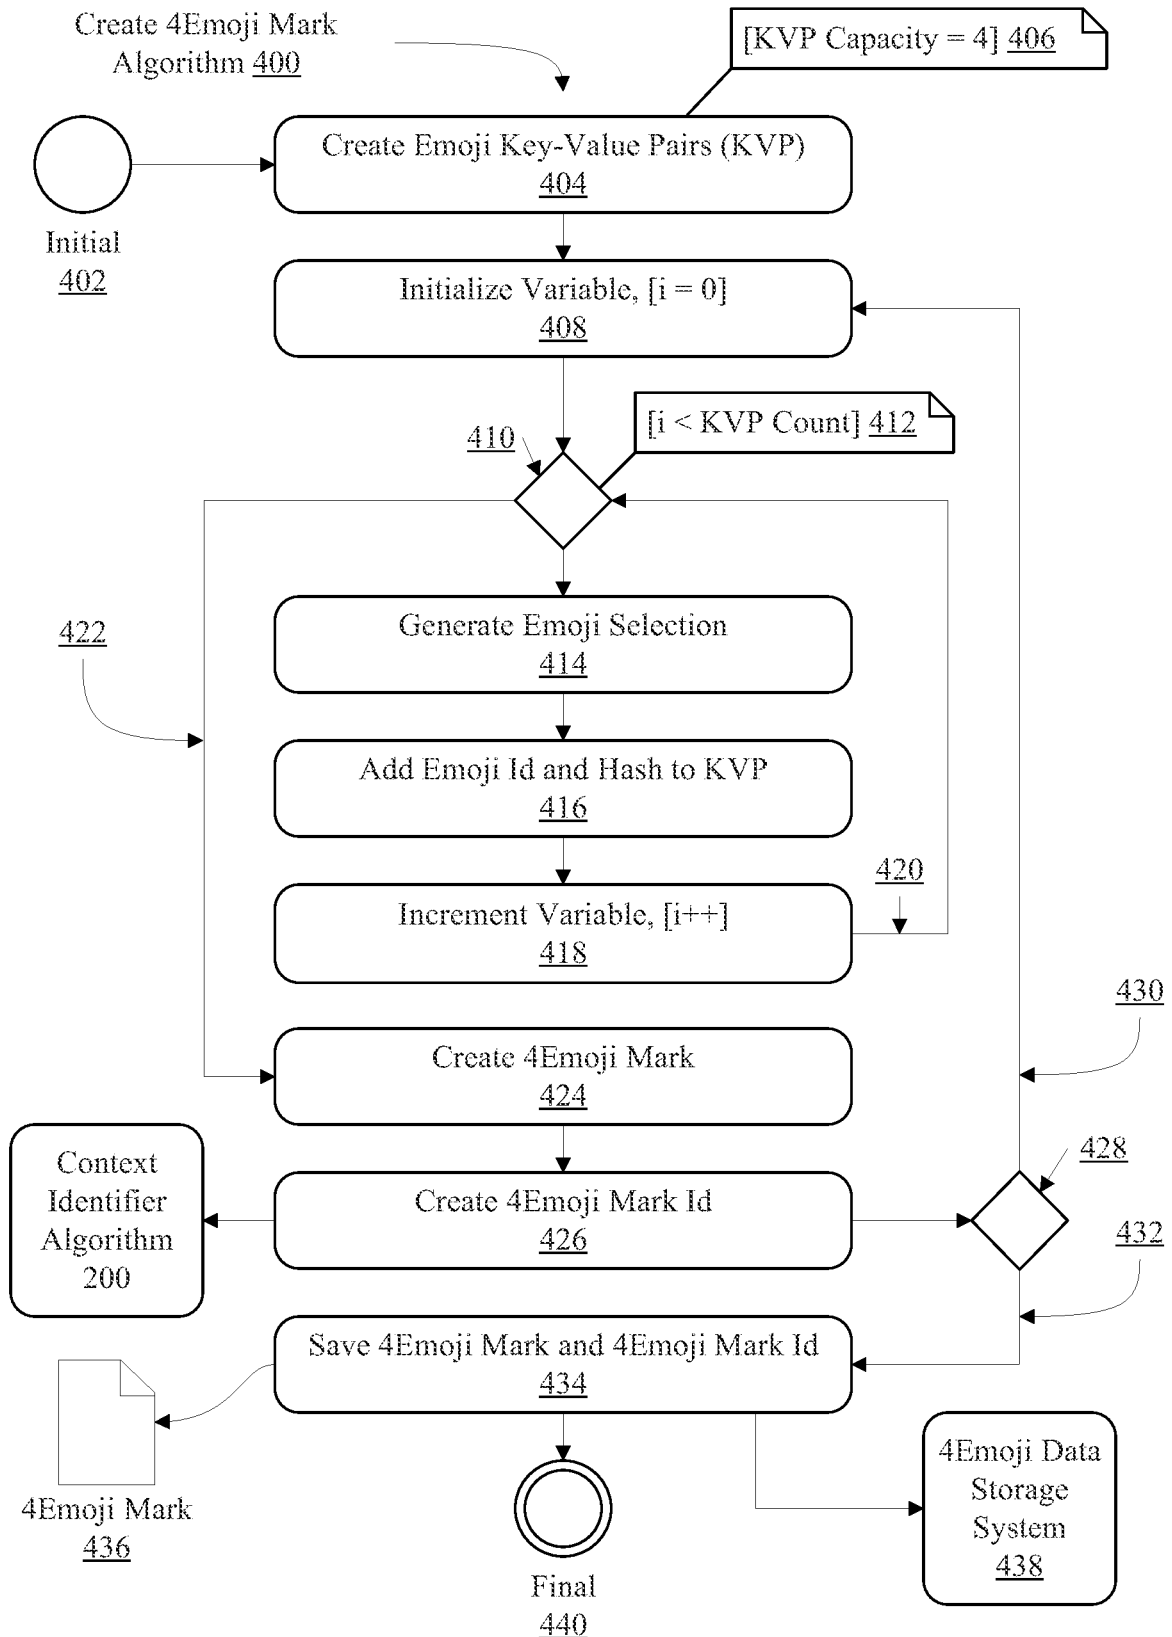 Create 4Emoji Mark
Algorithm 400
[KVP Capacity = 4] 406
Create Emoji Key-Value Pairs (KVP)
404
Initial
402
Initialize Variable, [i = 0]
408
[i < KVP Count] 412
410
Generate Emoji Selection
414
422
Add Emoji Id and Hash to KVP
416
420
Increment Variable, [i++]
418
430
Create 4Emoji Mark
424
428
Context
Identifier
Algorithm
200
Create 4Emoji Mark Id
426
432
Save 4Emoji Mark and 4Emoji Mark Id
434
4Emoji Mark
436
4Emoji Data
Storage
System
438
Final
440